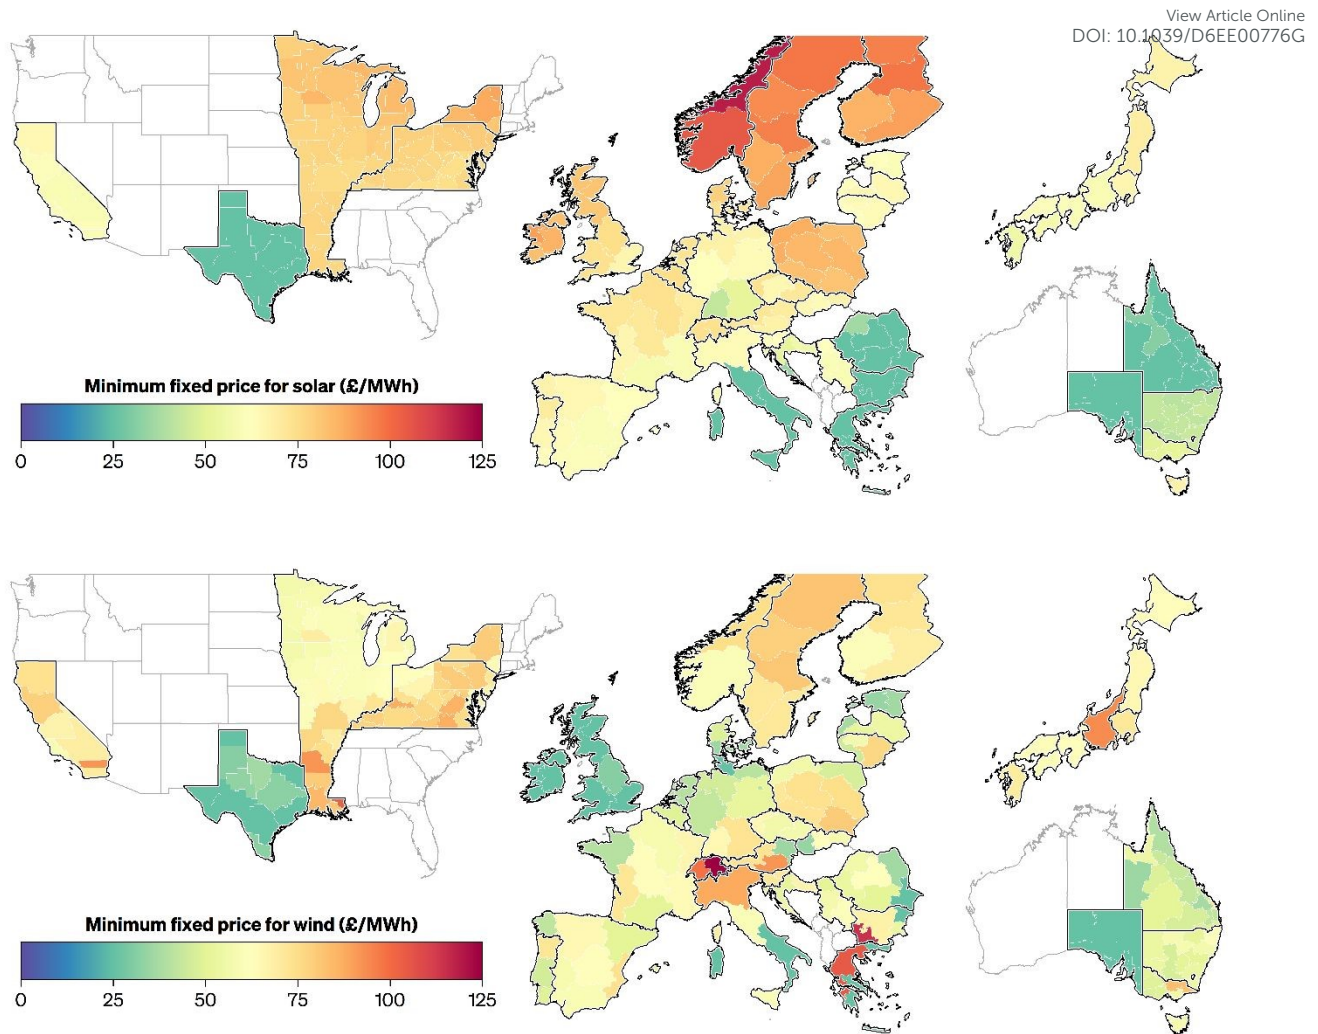 View Article Online
DOI: 10.1039/D6EE00776G
Minimum fixed price for solar (£/MWh)
0 25 50 75 100 125
Minimum fixed price for wind (£/MWh)
0 25 50 75 100 125